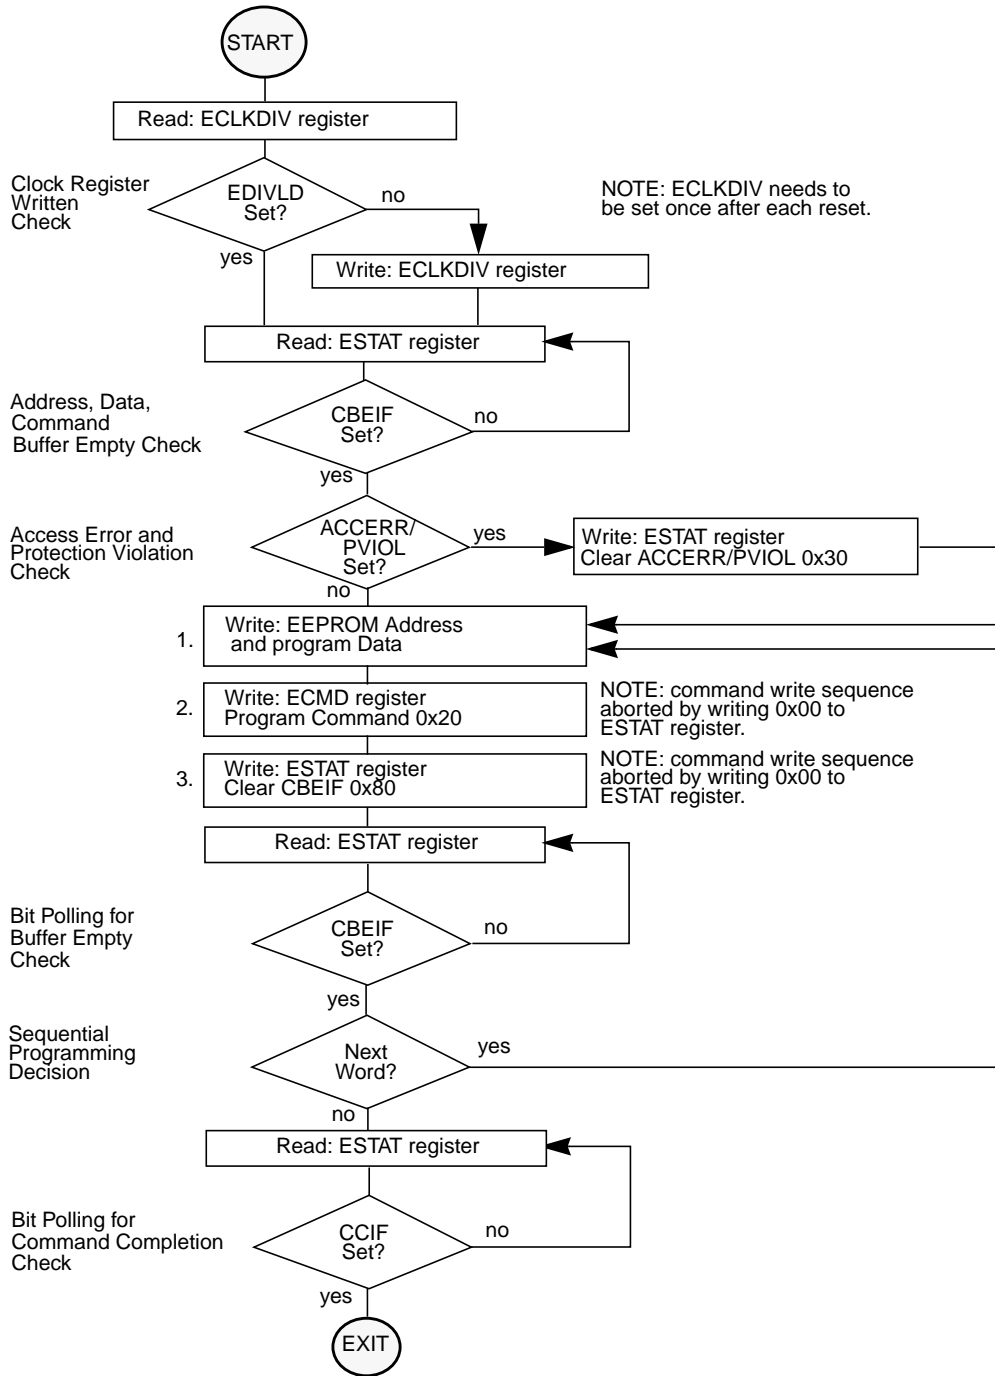 START
Read: ECLKDIV register
Clock Register
Written
Check
EDIVLD
Set?
no
yes
NOTE: ECLKDIV needs to
be set once after each reset.
Write: ECLKDIV register
Read: ESTAT register
Address, Data,
Command
Buffer Empty Check
CBEIF
Set?
no
yes
Access Error and
Protection Violation
Check
ACCERR/
PVIOL
Set?
yes
no
Write: ESTAT register
Clear ACCERR/PVIOL 0x30
1.
Write: EEPROM Address
and program Data
2.
Write: ECMD register
Program Command 0x20
NOTE: command write sequence
aborted by writing 0x00 to
ESTAT register.
3.
Write: ESTAT register
Clear CBEIF 0x80
NOTE: command write sequence
aborted by writing 0x00 to
ESTAT register.
Read: ESTAT register
Bit Polling for
Buffer Empty
Check
CBEIF
Set?
no
yes
Sequential
Programming
Decision
Next
Word?
yes
no
Read: ESTAT register
Bit Polling for
Command Completion
Check
CCIF
Set?
no
yes
EXIT